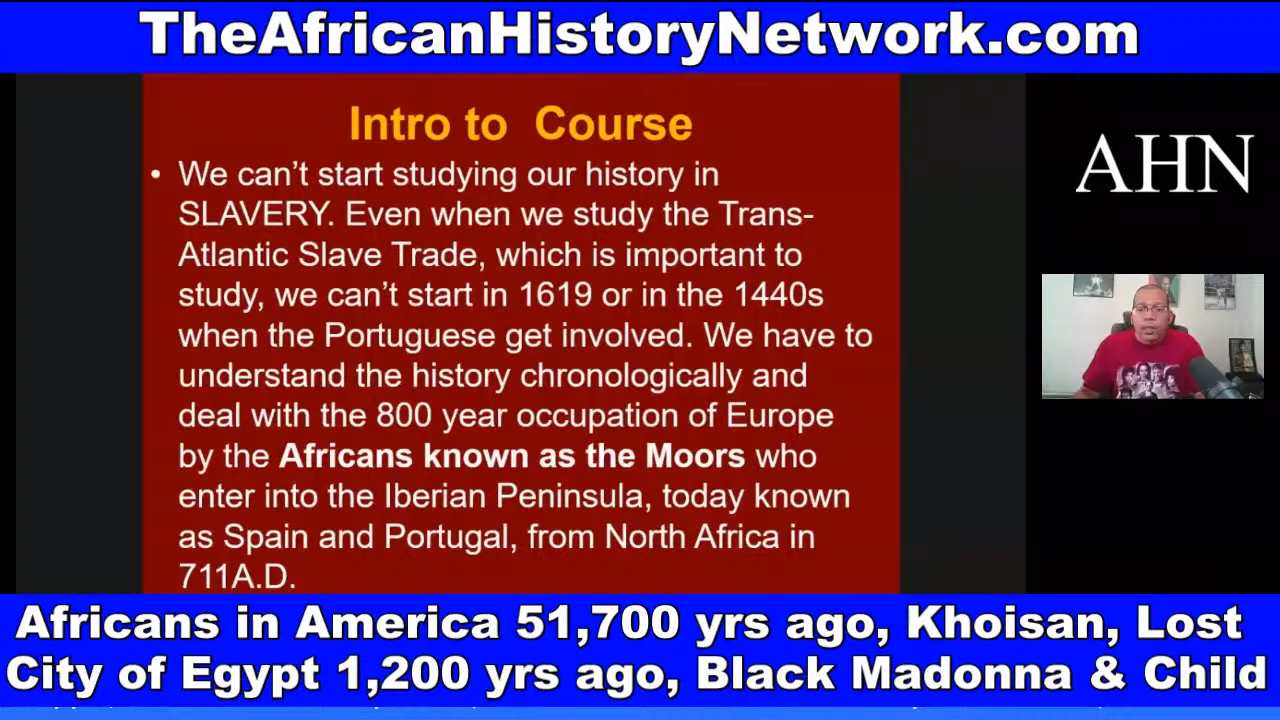 TheAfricanHistoryNetwork.com
Intro to Course
• We can't start studying our history in
SLAVERY. Even when we study the Trans-
Atlantic Slave Trade, which is important to
study, we can't start in 1619 or in the 1440s
when the Portuguese get involved. We have to
understand the history chronologically and
deal with the 800 year occupation of Europe
by the Africans known as the Moors who
enter into the Iberian Peninsula, today known
as Spain and Portugal, from North Africa in
711A.D.
AHN
Africans in America 51,700 yrs ago, Khoisan, Lost
City of Egypt 1,200 yrs ago, Black Madonna & Child